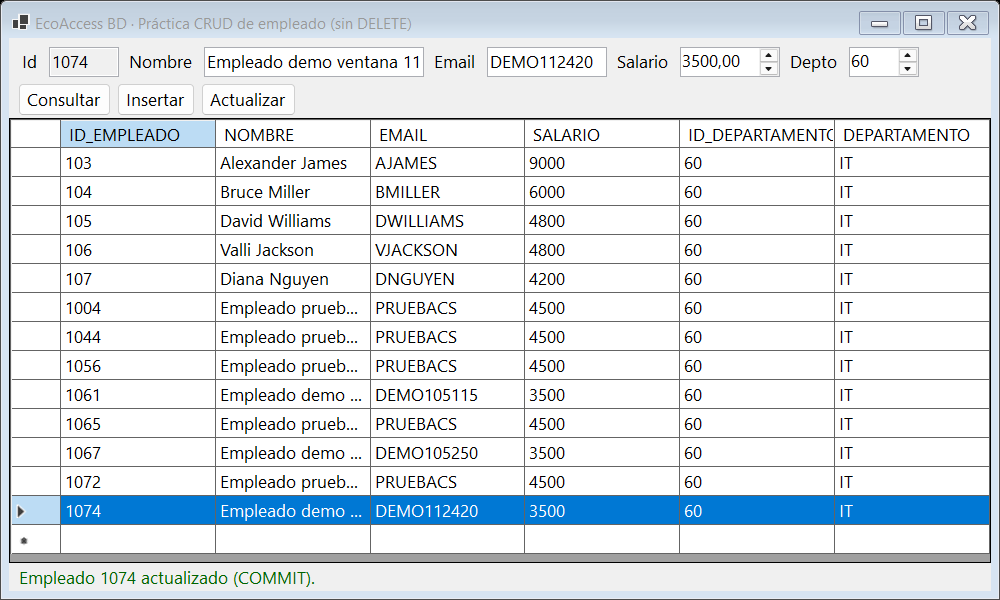 EcoAccess BD · Práctica CRUD de empleado (sin DELETE)
Id 1074 Nombre Empleado demo ventana 11 Email DEMO112420 Salario 3500,00 Depto 60
Consultar Insertar Actualizar
ID_EMPLEADO NOMBRE EMAIL SALARIO ID_DEPARTAMENTO DEPARTAMENTO
103 Alexander James AJAMES 9000 60 IT
104 Bruce Miller BMILLER 6000 60 IT
105 David Williams DWILLIAMS 4800 60 IT
106 Valli Jackson VJACKSON 4800 60 IT
107 Diana Nguyen DNGUYEN 4200 60 IT
1004 Empleado prueb... PRUEBACS 4500 60 IT
1044 Empleado prueb... PRUEBACS 4500 60 IT
1056 Empleado prueb... PRUEBACS 4500 60 IT
1061 Empleado demo ... DEMO105115 3500 60 IT
1065 Empleado prueb... PRUEBACS 4500 60 IT
1067 Empleado demo ... DEMO105250 3500 60 IT
1072 Empleado prueb... PRUEBACS 4500 60 IT
1074 Empleado demo ... DEMO112420 3500 60 IT
Empleado 1074 actualizado (COMMIT).